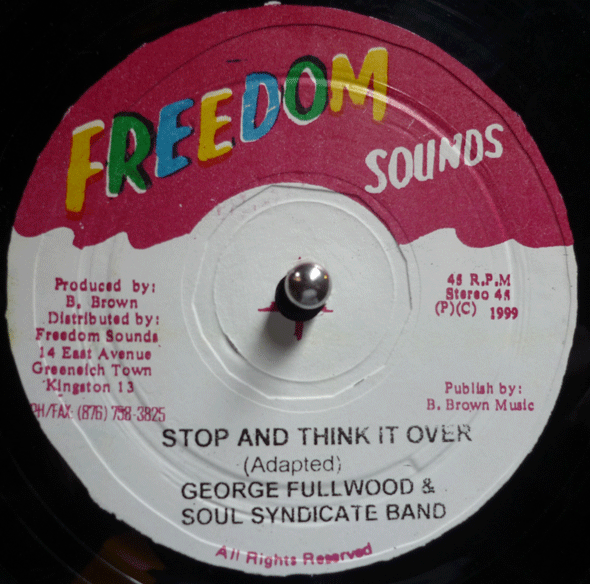 FREEDOM
SOUNDS
Produced by:
B. Brown
Distributed by:
Freedom Sounds
14 East Avenue
Greeneich Town
Kingston 13
PH/FAX: (876) 758-3825
45 R.P.M
Stereo 45
(P)(C) 1999
Publish by:
B. Brown Music
STOP AND THINK IT OVER
(Adapted)
GEORGE FULLWOOD &
SOUL SYNDICATE BAND
All Rights Reserved